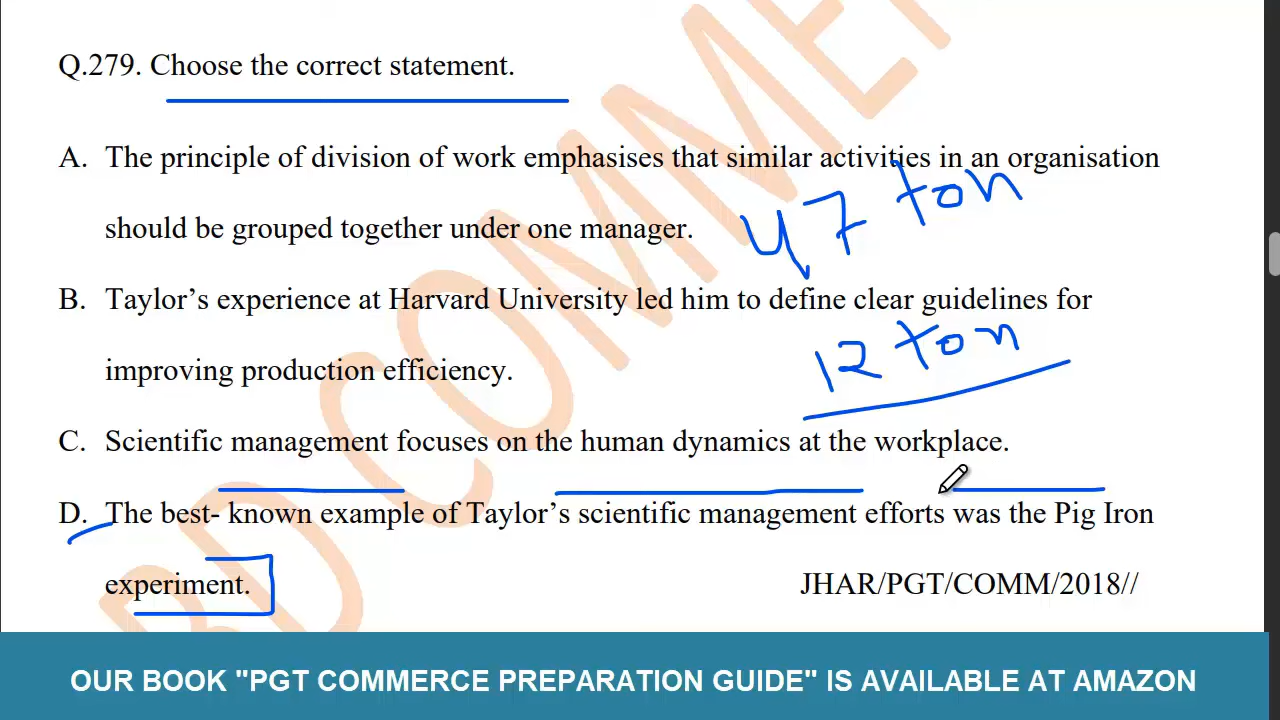 Q.279. Choose the correct statement.
A. The principle of division of work emphasises that similar activities in an organisation
should be grouped together under one manager.
47 ton
B. Taylor’s experience at Harvard University led him to define clear guidelines for
improving production efficiency.
12 ton
C. Scientific management focuses on the human dynamics at the workplace.
D. The best- known example of Taylor’s scientific management efforts was the Pig Iron
experiment.
JHAR/PGT/COMM/2018//
OUR BOOK "PGT COMMERCE PREPARATION GUIDE" IS AVAILABLE AT AMAZON